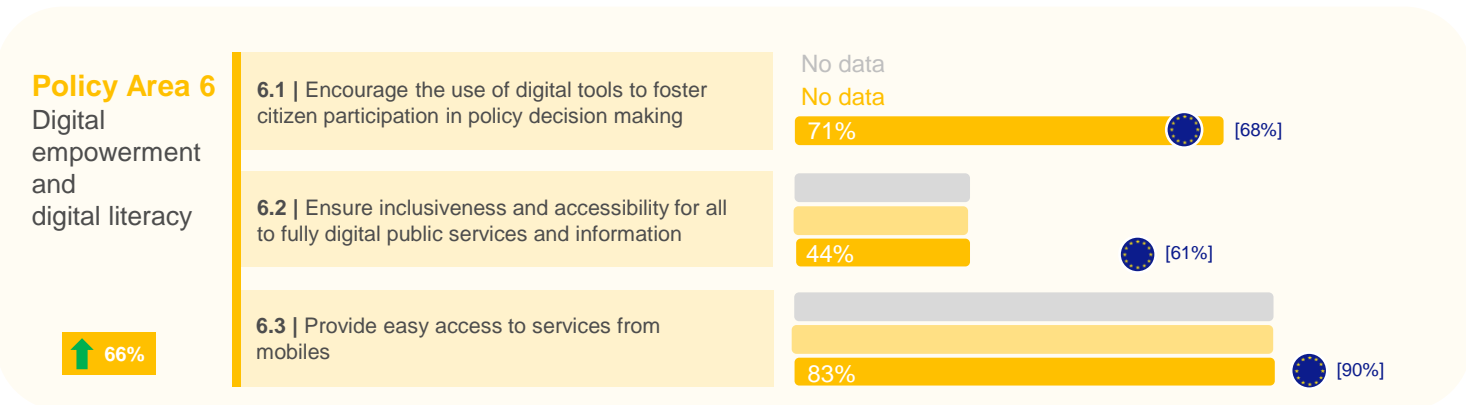 Policy Area 6
Digital
empowerment
and
digital literacy
66%
6.1 | Encourage the use of digital tools to foster
citizen participation in policy decision making
No data
No data
71%
[68%]
6.2 | Ensure inclusiveness and accessibility for all
to fully digital public services and information
44%
[61%]
6.3 | Provide easy access to services from
mobiles
83%
[90%]